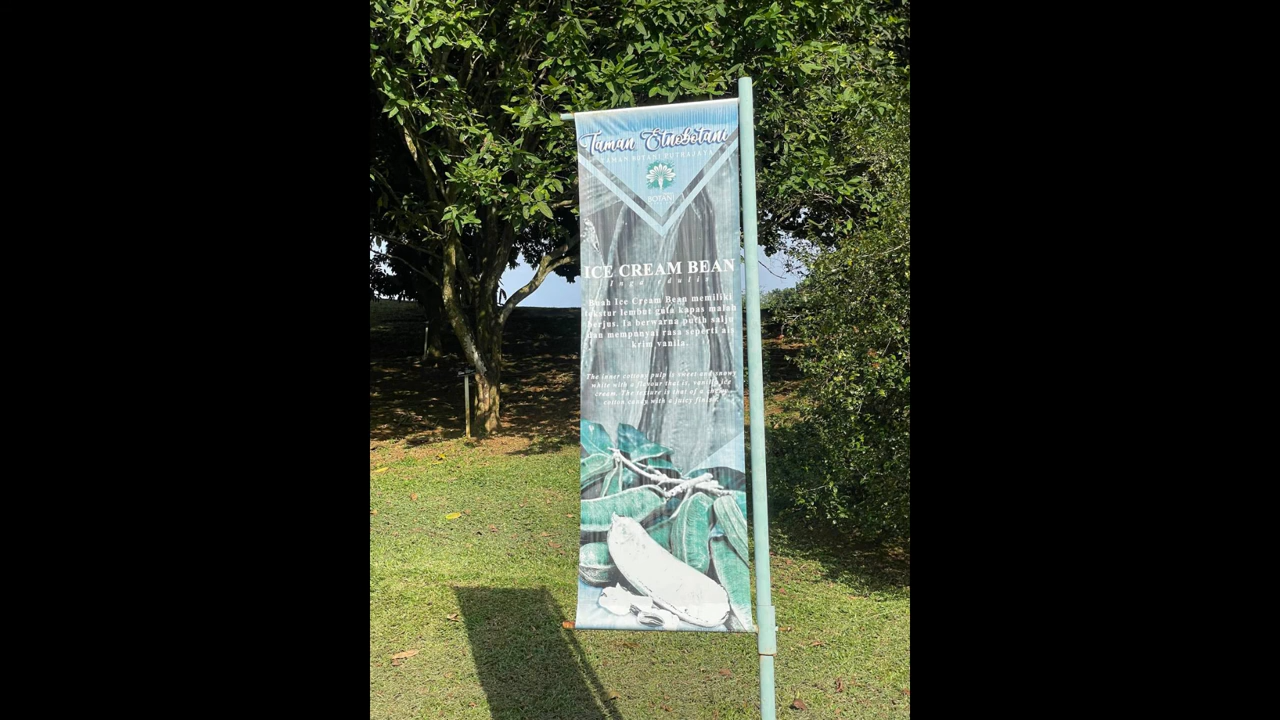 Taman Etnobotani
TAMAN BOTANI PUTRAJAYA
BOTANI
ICE CREAM BEAN
Inga edulis
Buah Ice Cream Bean memiliki
tekstur lembut gula kapas malah
berjus. Ia berwarna putih salju
dan mempunyai rasa seperti air
krim vanila.
The inner cottony pulp is sweet and snowy
white with a flavour that is, vanilla ice
cream. The texture is that of a
cotton candy with a juicy finish.